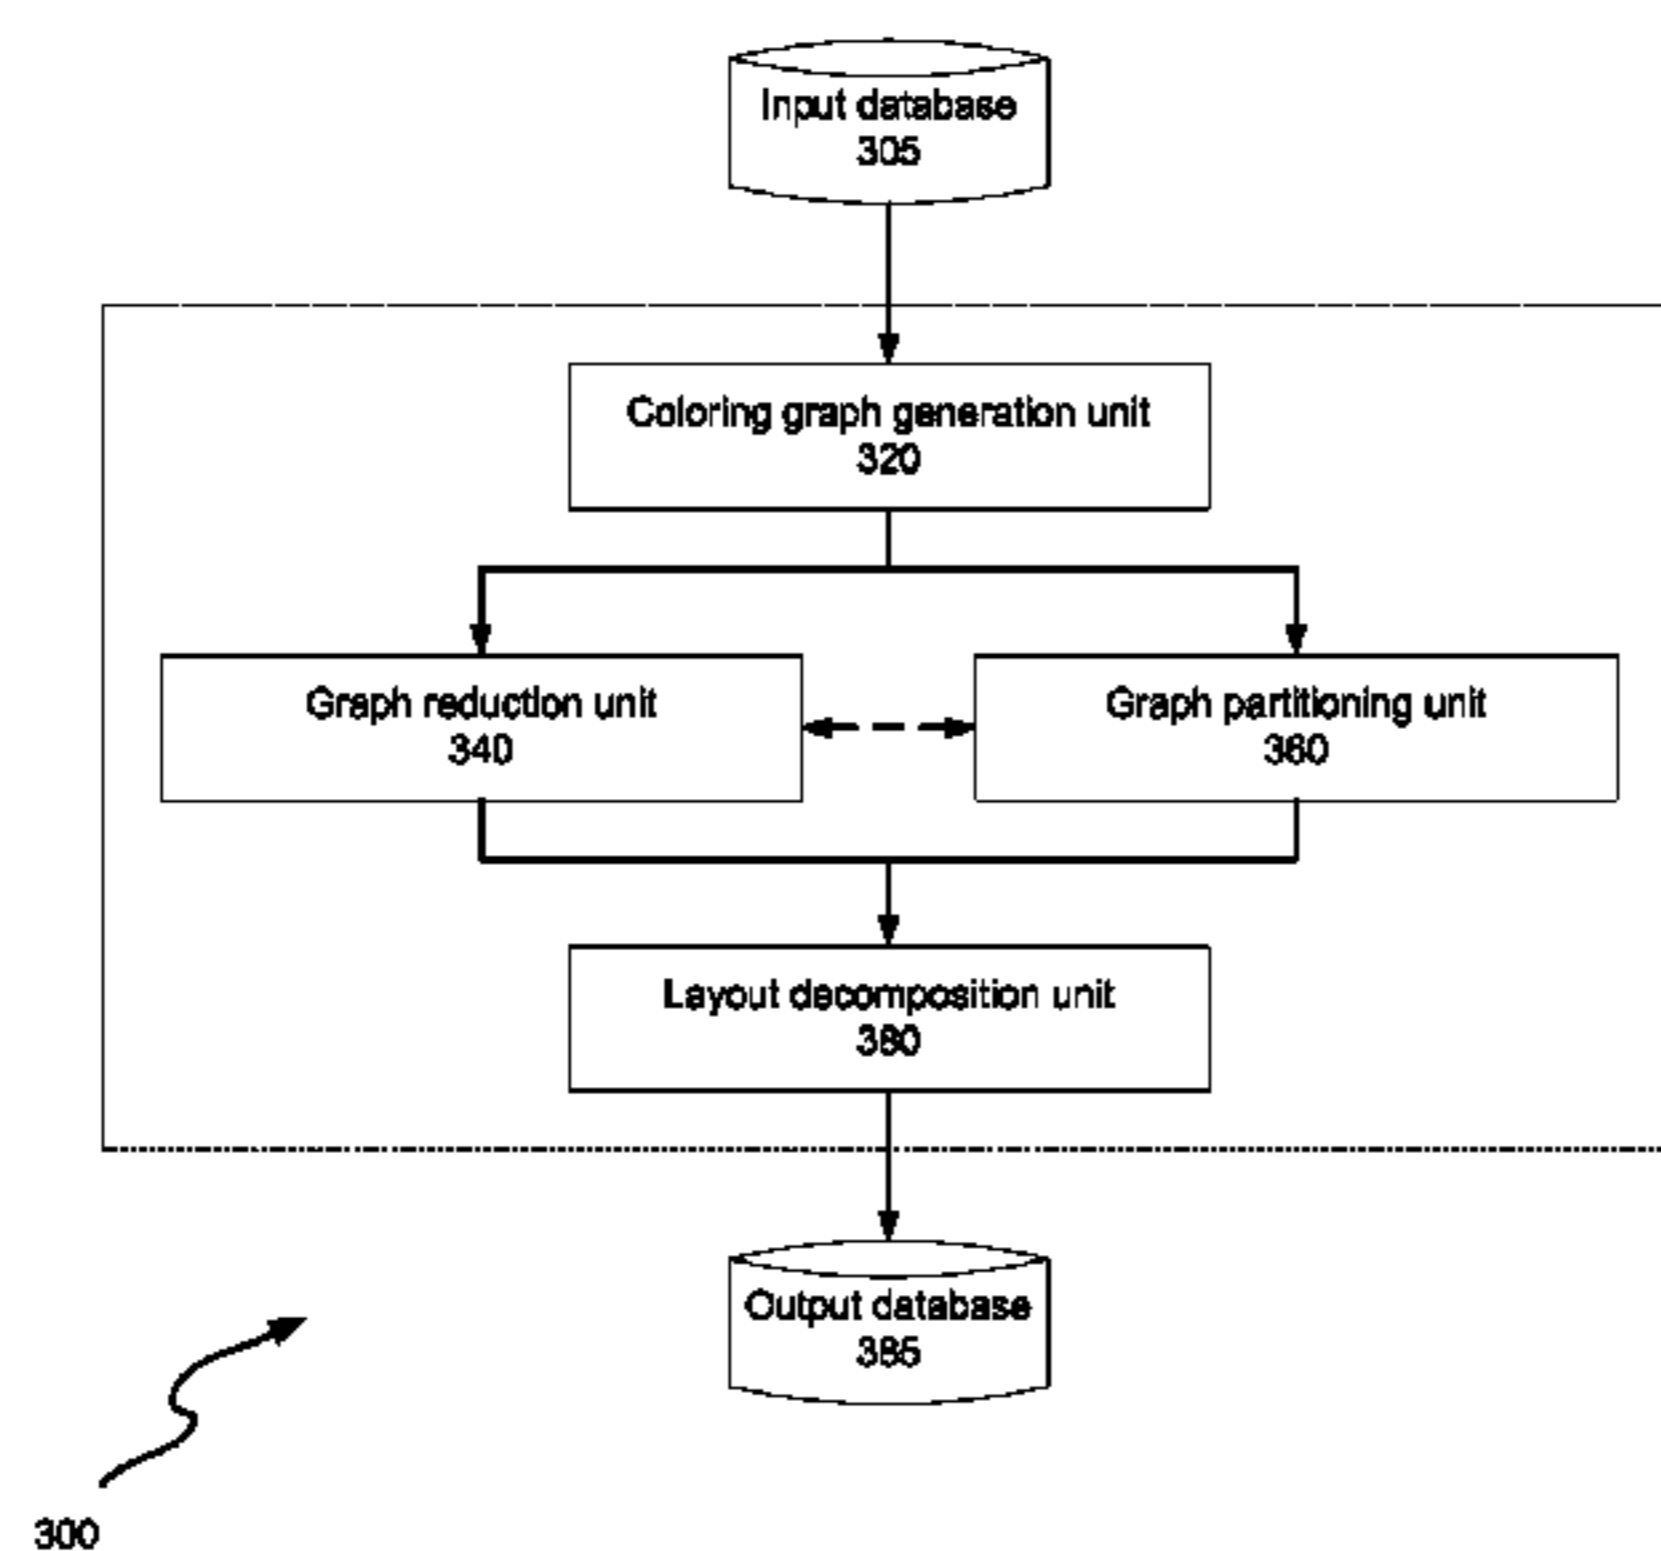 Input database
305
Coloring graph generation unit
320
Graph reduction unit
340
Graph partitioning unit
360
Layout decomposition unit
380
Output database
385
300